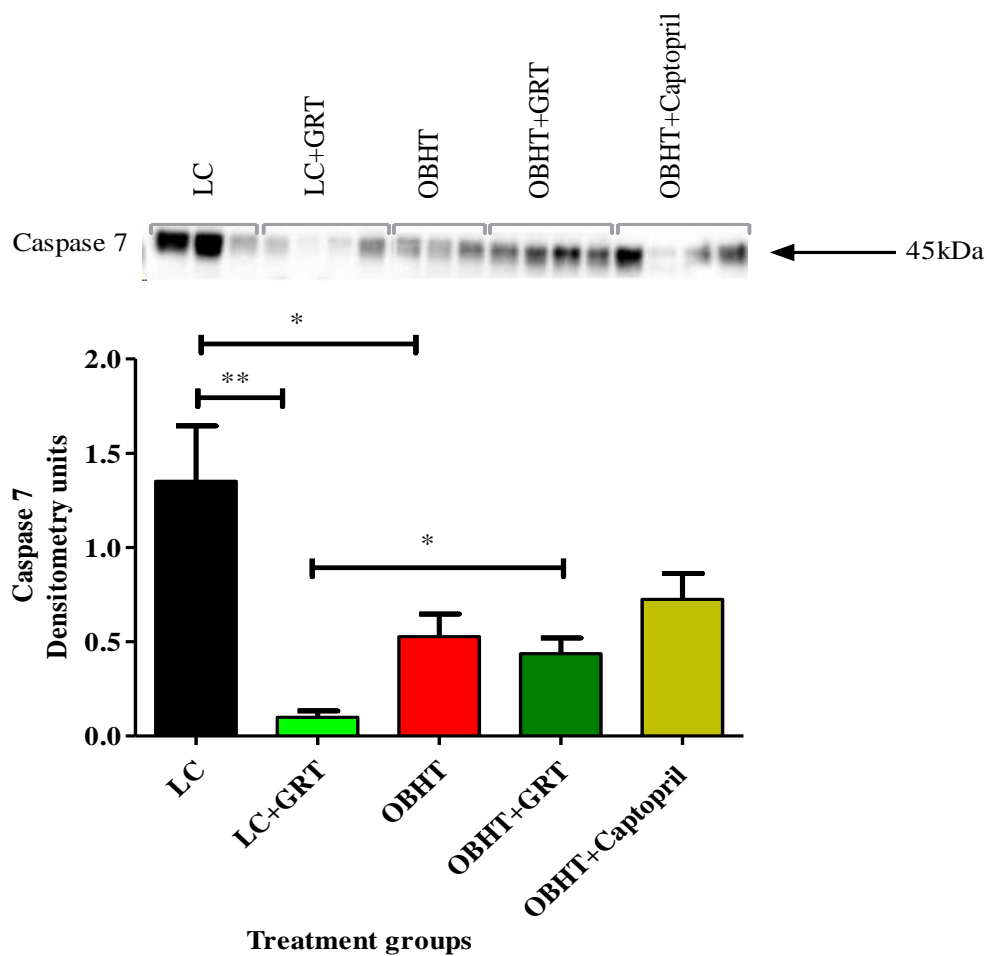 LC
LC+GRT
OBHT
OBHT+GRT
OBHT+Captopril
Caspase 7
45kDa
*
**
*
2.0
1.5
1.0
0.5
0.0
Caspase 7
Densitometry units
LC
LC+GRT
OBHT
OBHT+GRT
OBHT+Captopril
Treatment groups